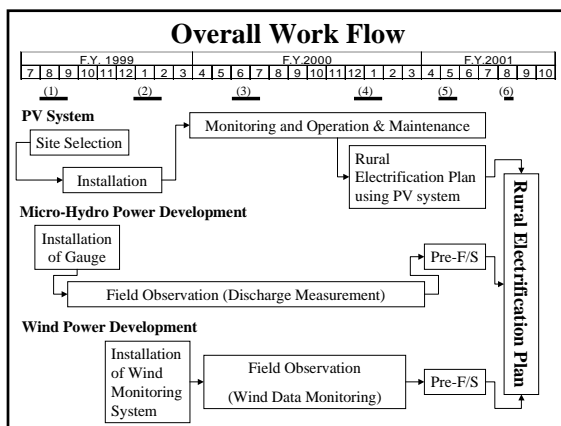 Overall Work Flow
F.Y. 1999 F.Y.2000 F.Y.2001
7 8 9 10 11 12 1 2 3 4 5 6 7 8 9 10 11 12 1 2 3 4 5 6 7 8 9 10
(1) (2) (3) (4) (5) (6)
PV System
Monitoring and Operation & Maintenance
Site Selection
Installation
Rural
Electrification Plan
using PV system
Rural Electrification Plan
Micro-Hydro Power Development
Installation
of Gauge
Pre-F/S
Field Observation (Discharge Measurement)
Wind Power Development
Installation
of Wind
Monitoring
System
Field Observation
(Wind Data Monitoring)
Pre-F/S